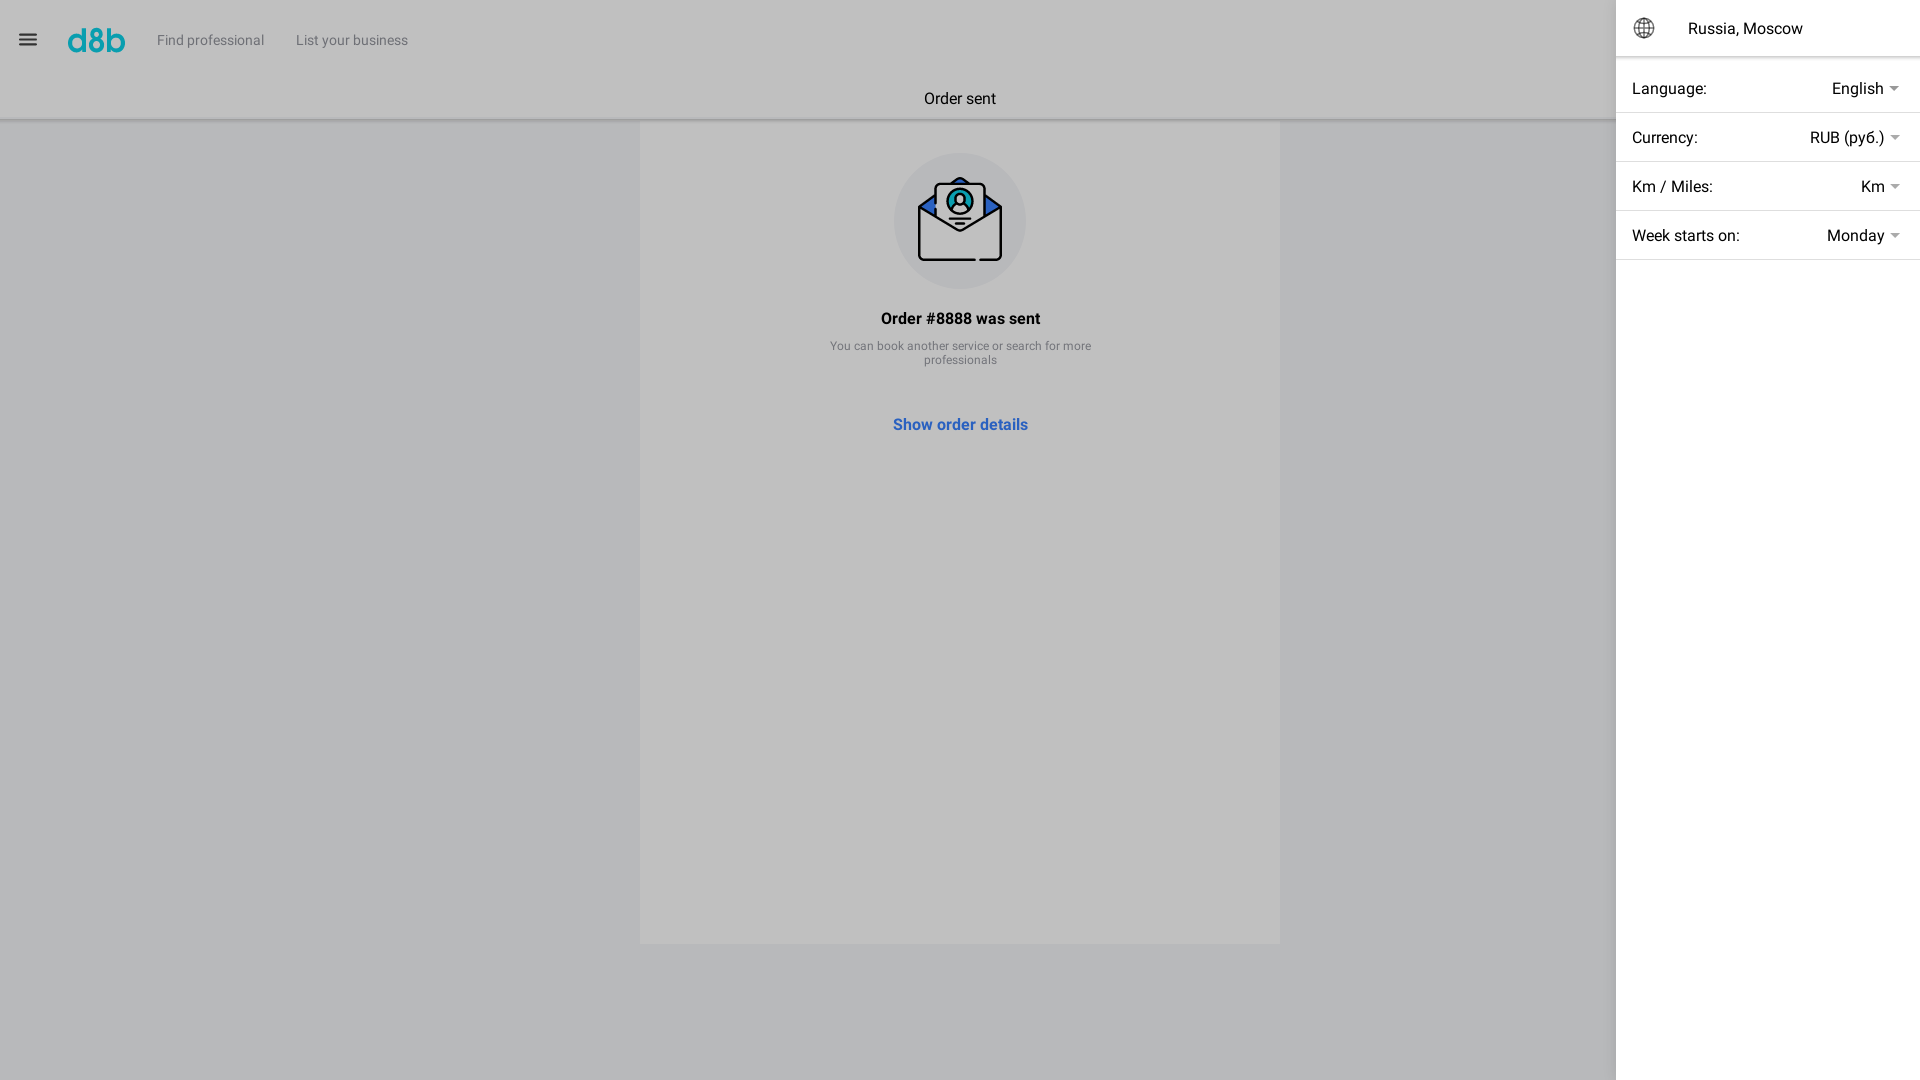 d8b
Find professional
List your business
Order sent
Order #8888 was sent
You can book another service or search for more
professionals
Show order details
Russia, Moscow
Language:
English
Currency:
RUB (руб.)
Km / Miles:
Km
Week starts on:
Monday